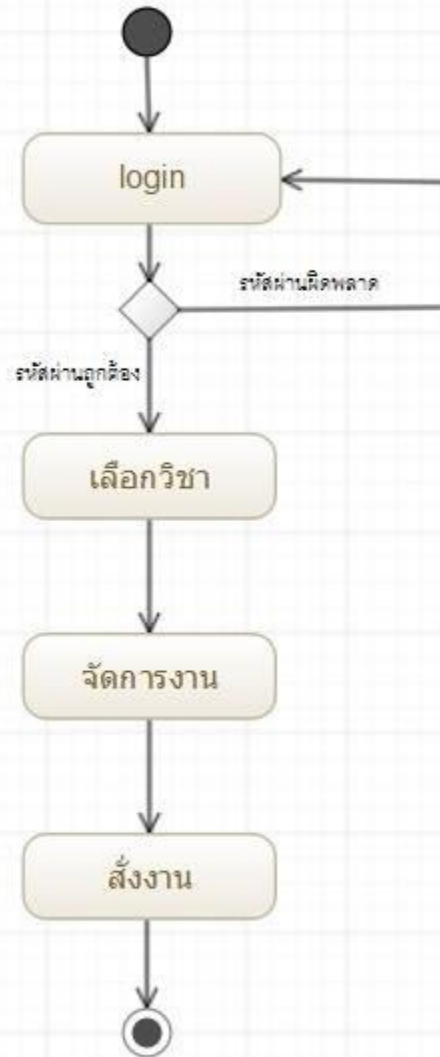 login
รหัสผ่านผิดพลาด
รหัสผ่านถูกต้อง
เลือกวิชา
จัดการงาน
สั่งงาน